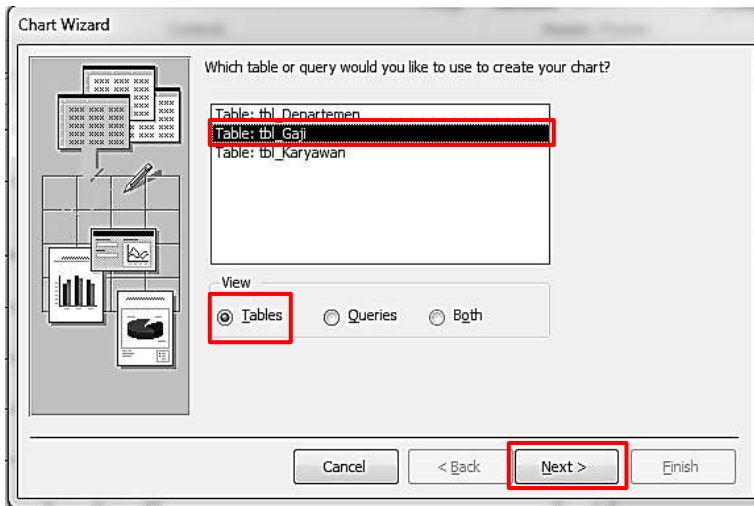 Chart Wizard
Which table or query would you like to use to create your chart?
Table: tbl_Departemen
Table: tbl_Gaji
Table: tbl_Karyawan
View
Tables
Queries
Both
Cancel
< Back
Next >
Finish